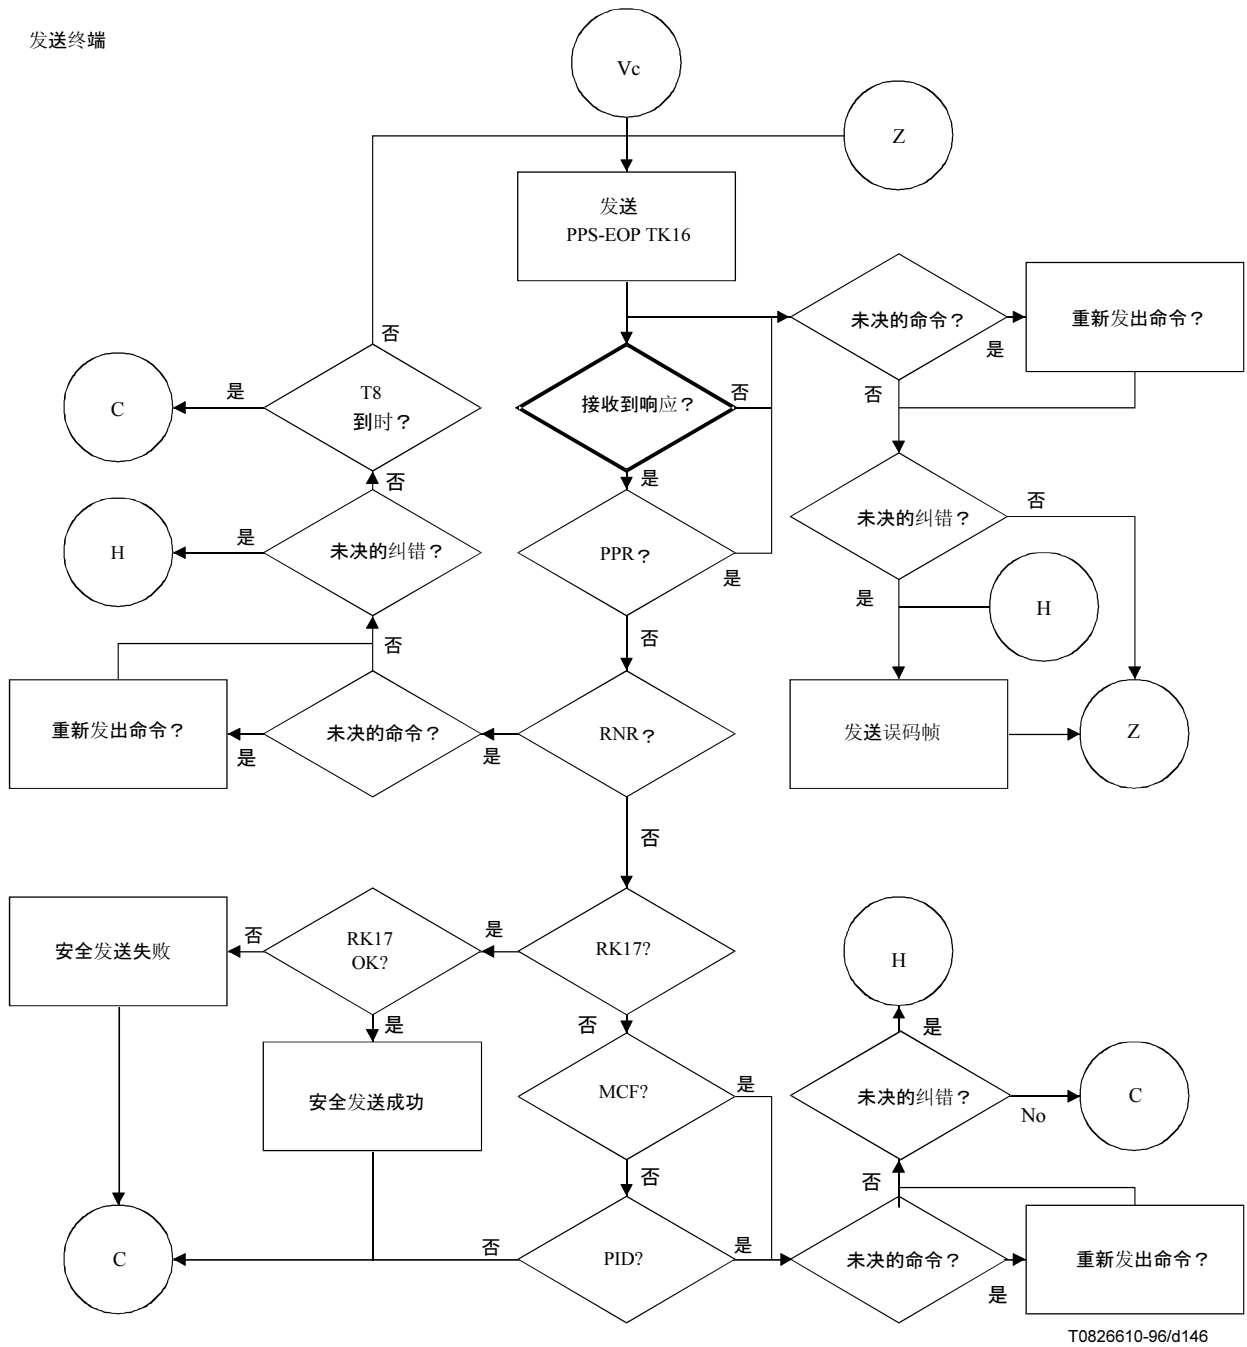 发送终端
Vc
Z
发送
PPS-EOP TK16
未决的命令？
重新发出命令？
是
否
否
T8
到时？
是
C
接收到响应？
否
是
否
未决的纠错？
否
是
H
未决的纠错？
是
PPR？
是
否
是
H
否
重新发出命令？
是
未决的命令？
是
RNR？
否
发送误码帧
Z
安全发送失败
否
RK17
OK?
是
是
RK17?
否
H
是
安全发送成功
MCF?
是
否
未决的纠错？
No
C
否
C
否
PID?
是
未决的命令？
是
重新发出命令？
T0826610-96/d146